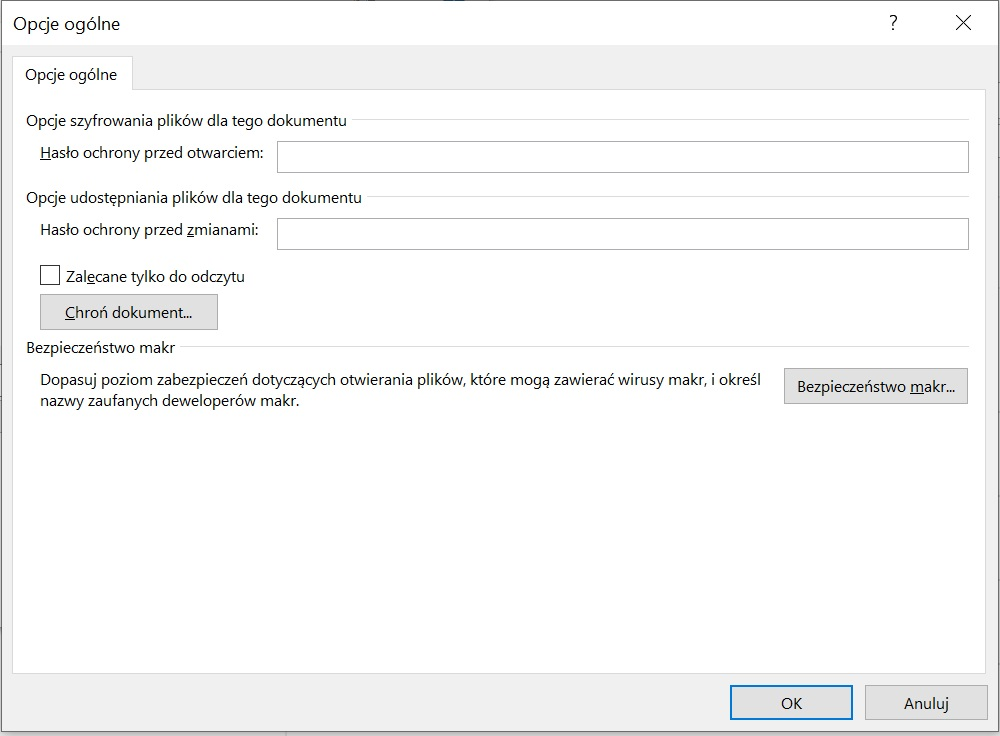 Opcje ogólne
?
Opcje ogólne
Opcje szyfrowania plików dla tego dokumentu
Hasło ochrony przed otwarciem:
Opcje udostępniania plików dla tego dokumentu
Hasło ochrony przed zmianami:
Zalecane tylko do odczytu
Chroń dokument...
Bezpieczeństwo makr
Dopasuj poziom zabezpieczeń dotyczących otwierania plików, które mogą zawierać wirusy makr, i określ
nazwy zaufanych deweloperów makr.
Bezpieczeństwo makr...
OK
Anuluj